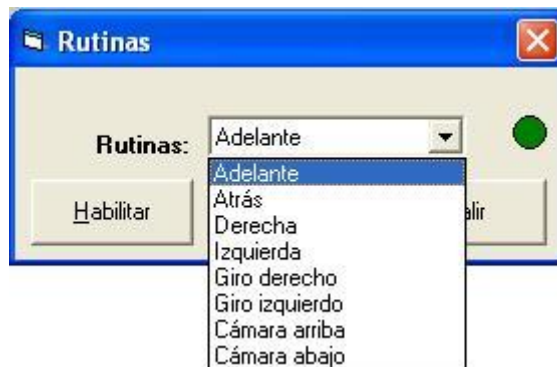 Rutinas
Rutinas: Adelante
Adelante
Atrás
Habilitar
Derecha
Izquierda
Giro derecho
Giro izquierdo
Cámara arriba
Cámara abajo